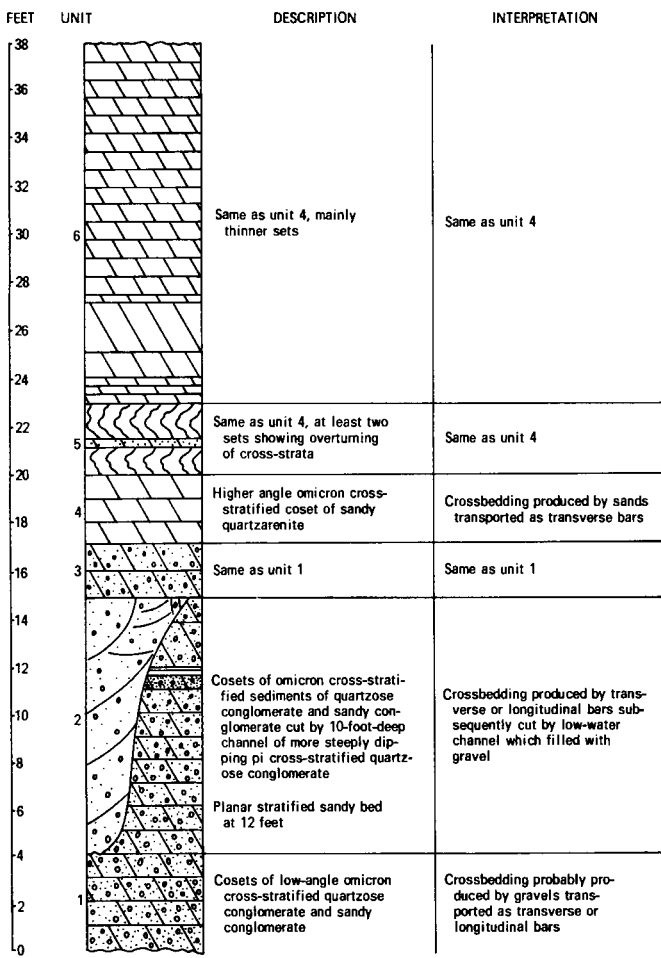 FEET UNIT DESCRIPTION INTERPRETATION
38
36
34
32
30
28
26
24
22
20
18
16
14
12
10
8
6
4
2
0
6
Same as unit 4, mainly
thinner sets
Same as unit 4
5
Same as unit 4, at least two
sets showing overturning
of cross-strata
Same as unit 4
4
Higher angle omicron cross-
stratified coset of sandy
quartzarenite
Crossbedding produced by sands
transported as transverse bars
3
Same as unit 1
Same as unit 1
2
Cosets of omicron cross-strati-
fied sediments of quartzose
conglomerate and sandy con-
glomerate cut by 10-foot-deep
channel of more steeply dip-
ping pi cross-stratified quartz-
ose conglomerate
Planar stratified sandy bed
at 12 feet
Crossbedding produced by trans-
verse or longitudinal bars sub-
sequently cut by low-water
channel which filled with
gravel
1
Cosets of low-angle omicron
cross-stratified quartzose
conglomerate and sandy
conglomerate
Crossbedding probably pro-
duced by gravels trans-
ported as transverse or
longitudinal bars